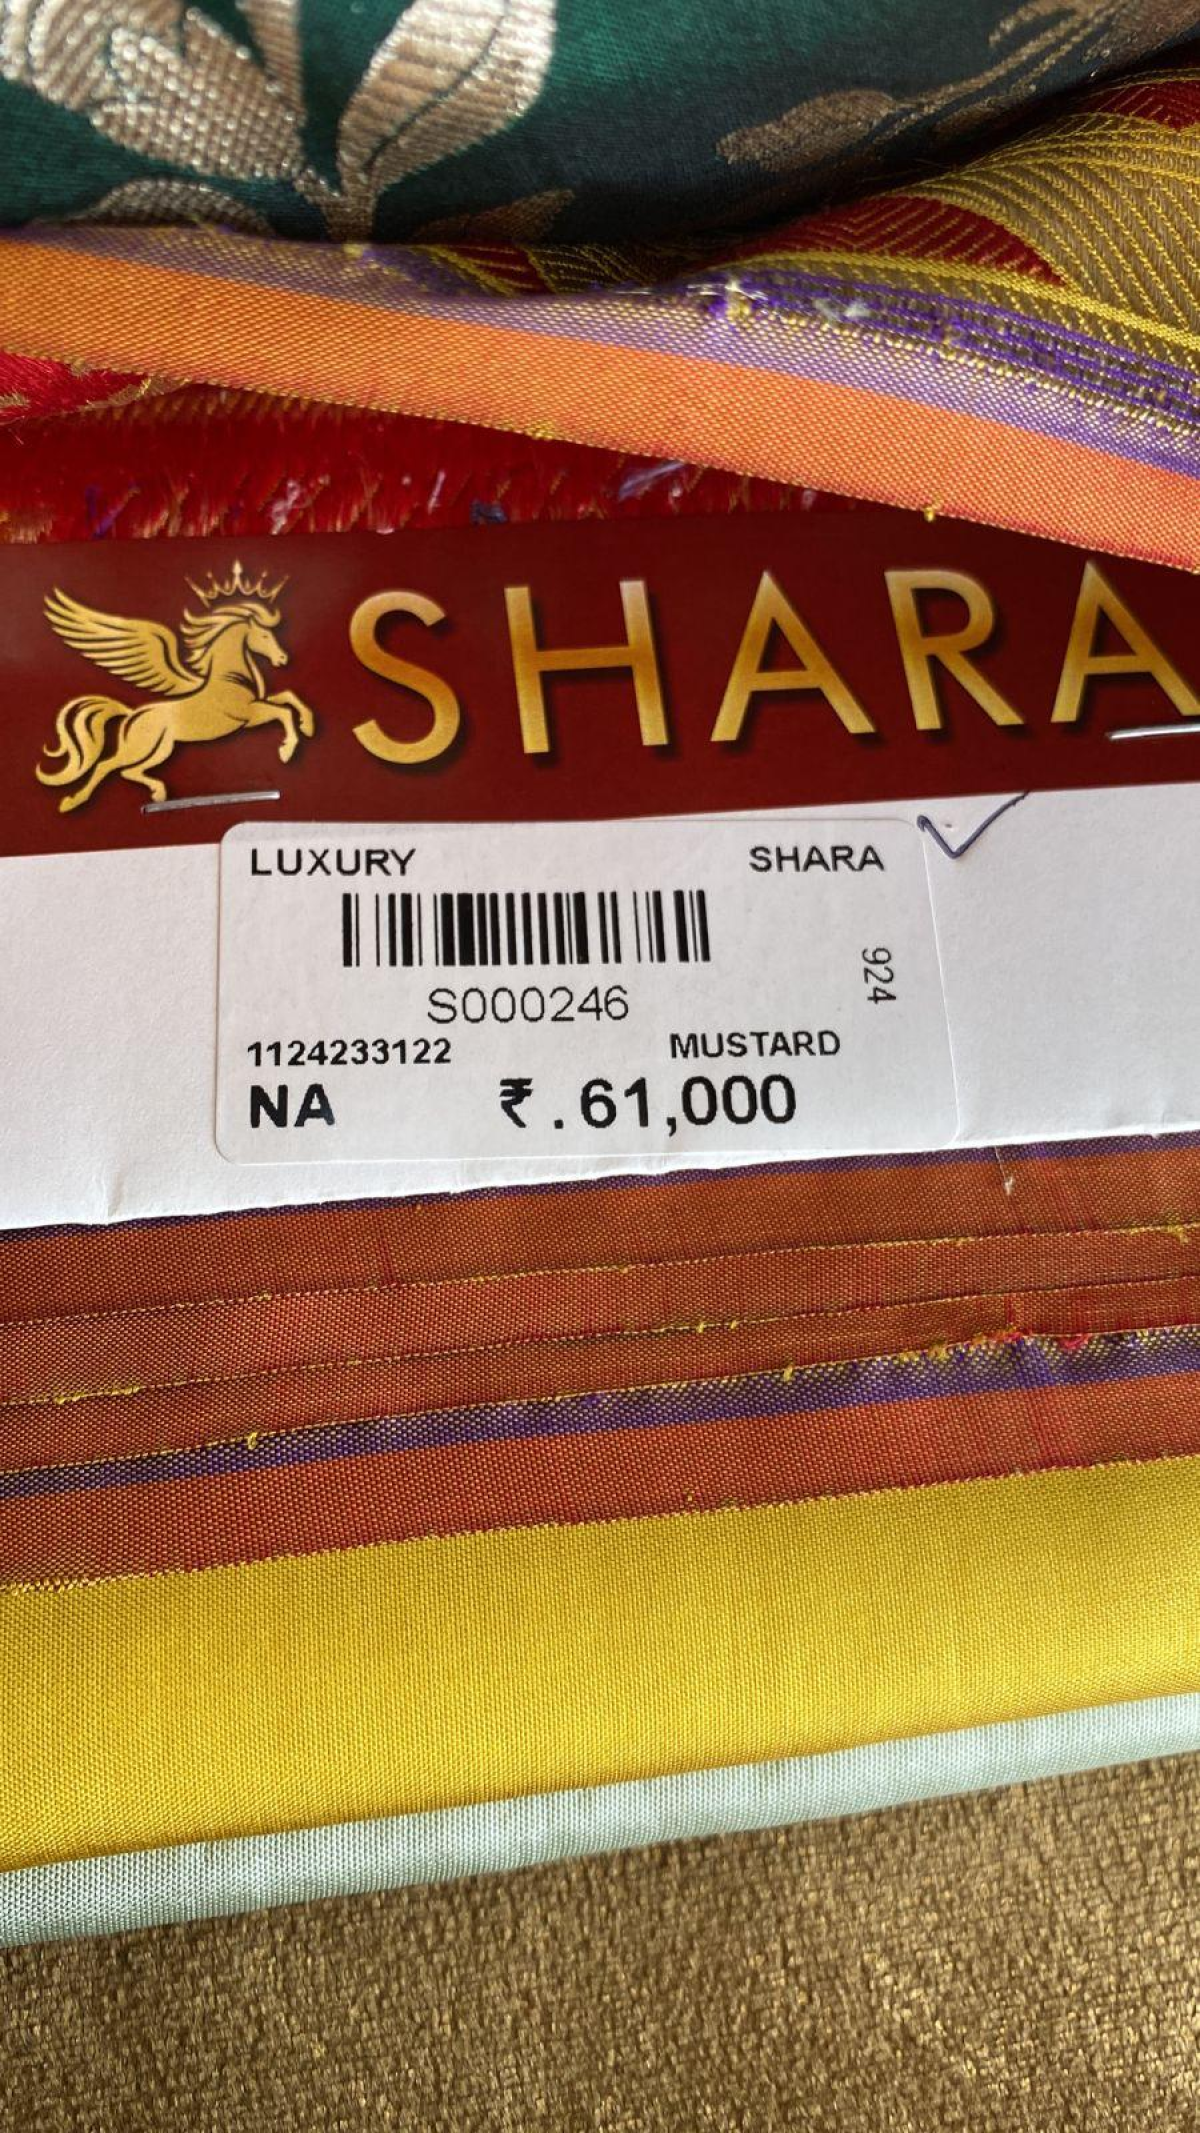 SHARA
LUXURY SHARA
S000246
924
1124233122 MUSTARD
NA ₹.61,000